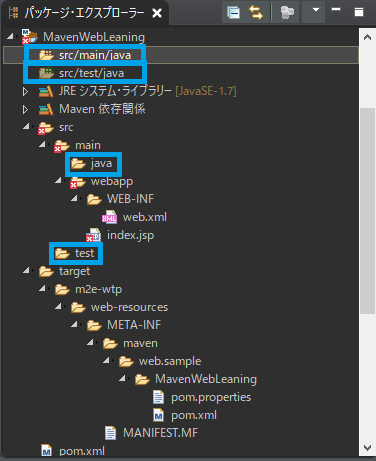 パッケージ・エクスプローラー
MavenWebLeaning
src/main/java
src/test/java
JRE システム・ライブラリー [JavaSE-1.7]
Maven 依存関係
src
main
java
webapp
WEB-INF
web.xml
index.jsp
test
target
m2e-wtp
web-resources
META-INF
maven
web.sample
MavenWebLeaning
pom.properties
pom.xml
MANIFEST.MF
pom.xml